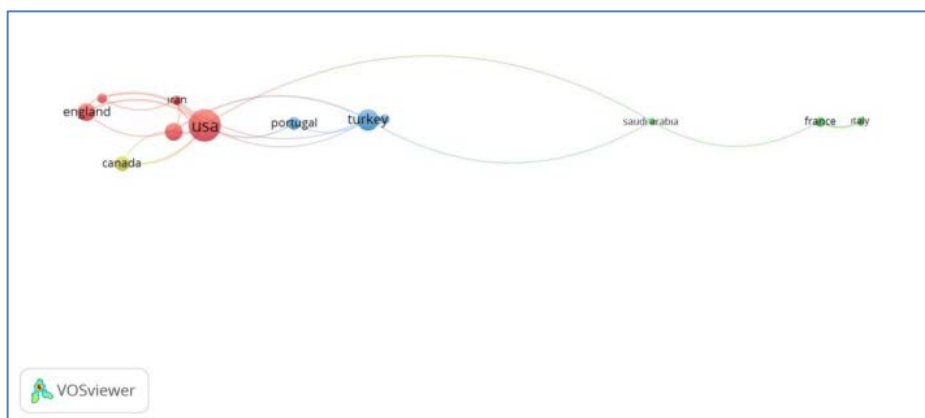 iran
england
usa
portugal
turkey
saudi arabia
france
italy
canada
VOSviewer